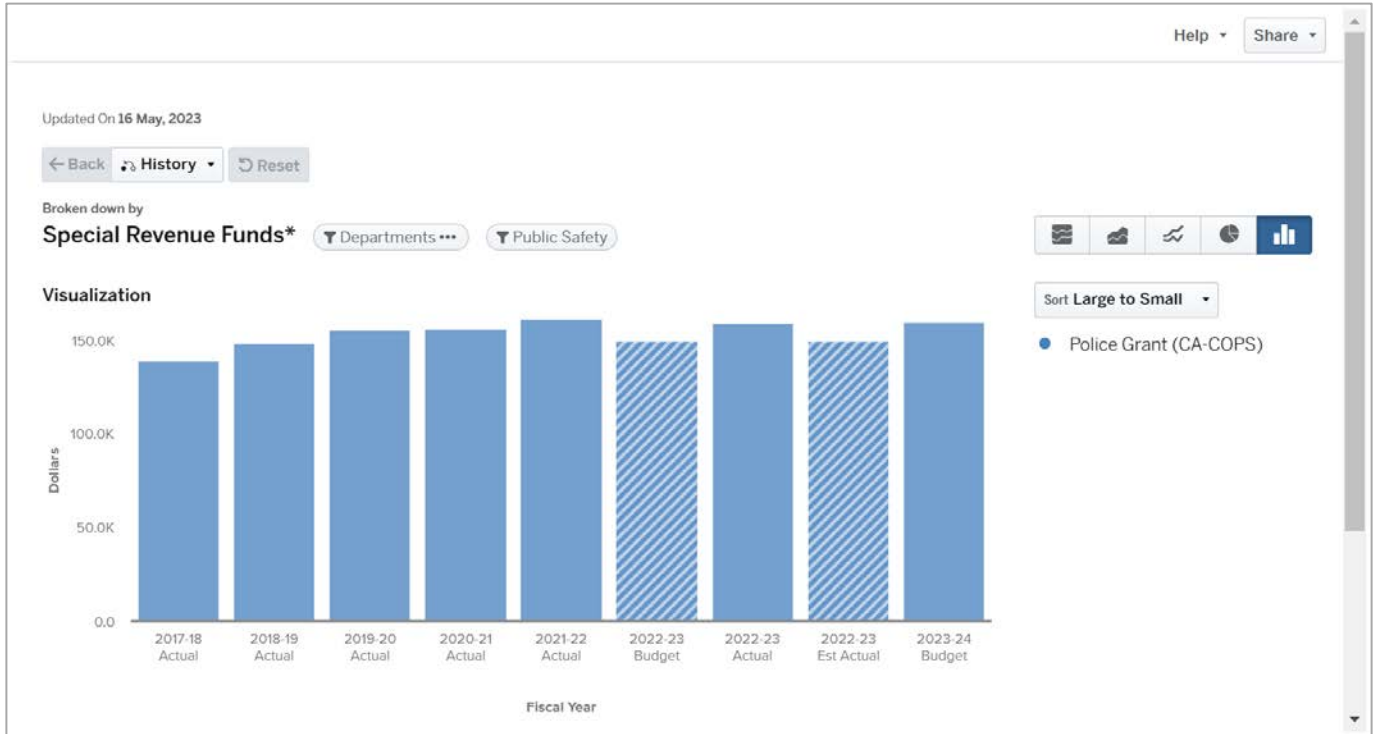 Help
Share
Updated On 16 May, 2023
Back
History
Reset
Broken down by
Special Revenue Funds*
Departments •••
Public Safety
Visualization
Sort Large to Small
Police Grant (CA-COPS)
150.0K
100.0K
50.0K
0.0
Dollars
2017-18 Actual
2018-19 Actual
2019-20 Actual
2020-21 Actual
2021-22 Actual
2022-23 Budget
2022-23 Actual
2022-23 Est Actual
2023-24 Budget
Fiscal Year